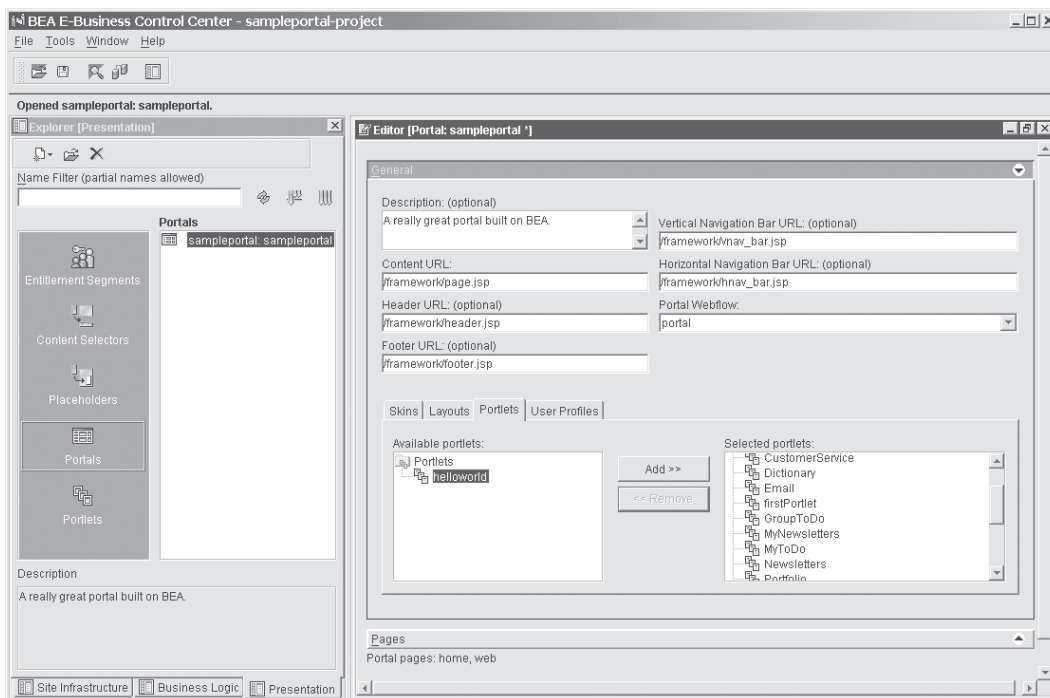 BEA E-Business Control Center - sampleportal-project
File Tools Window Help
Opened sampleportal: sampleportal.
Explorer [Presentation]
Name Filter (partial names allowed)
Portals
sampleportal: sampleportal
Entitlement Segments
Content Selectors
Placeholders
Portals
Portlets
Description
A really great portal built on BEA.
Site Infrastructure Business Logic Presentation
Editor [Portal: sampleportal *]
General
Description: (optional)
A really great portal built on BEA.
Vertical Navigation Bar URL: (optional)
/framework/vnav_bar.jsp
Content URL:
/framework/page.jsp
Horizontal Navigation Bar URL: (optional)
/framework/hnav_bar.jsp
Header URL: (optional)
/framework/header.jsp
Portal Webflow:
portal
Footer URL: (optional)
/framework/footer.jsp
Skins Layouts Portlets User Profiles
Available portlets:
Portlets
helloworld
Add >>
<< Remove
Selected portlets:
CustomerService
Dictionary
Email
firstPortlet
GroupToDo
MyNewsletters
MyToDo
Newsletters
Portfolio
Pages
Portal pages: home, web